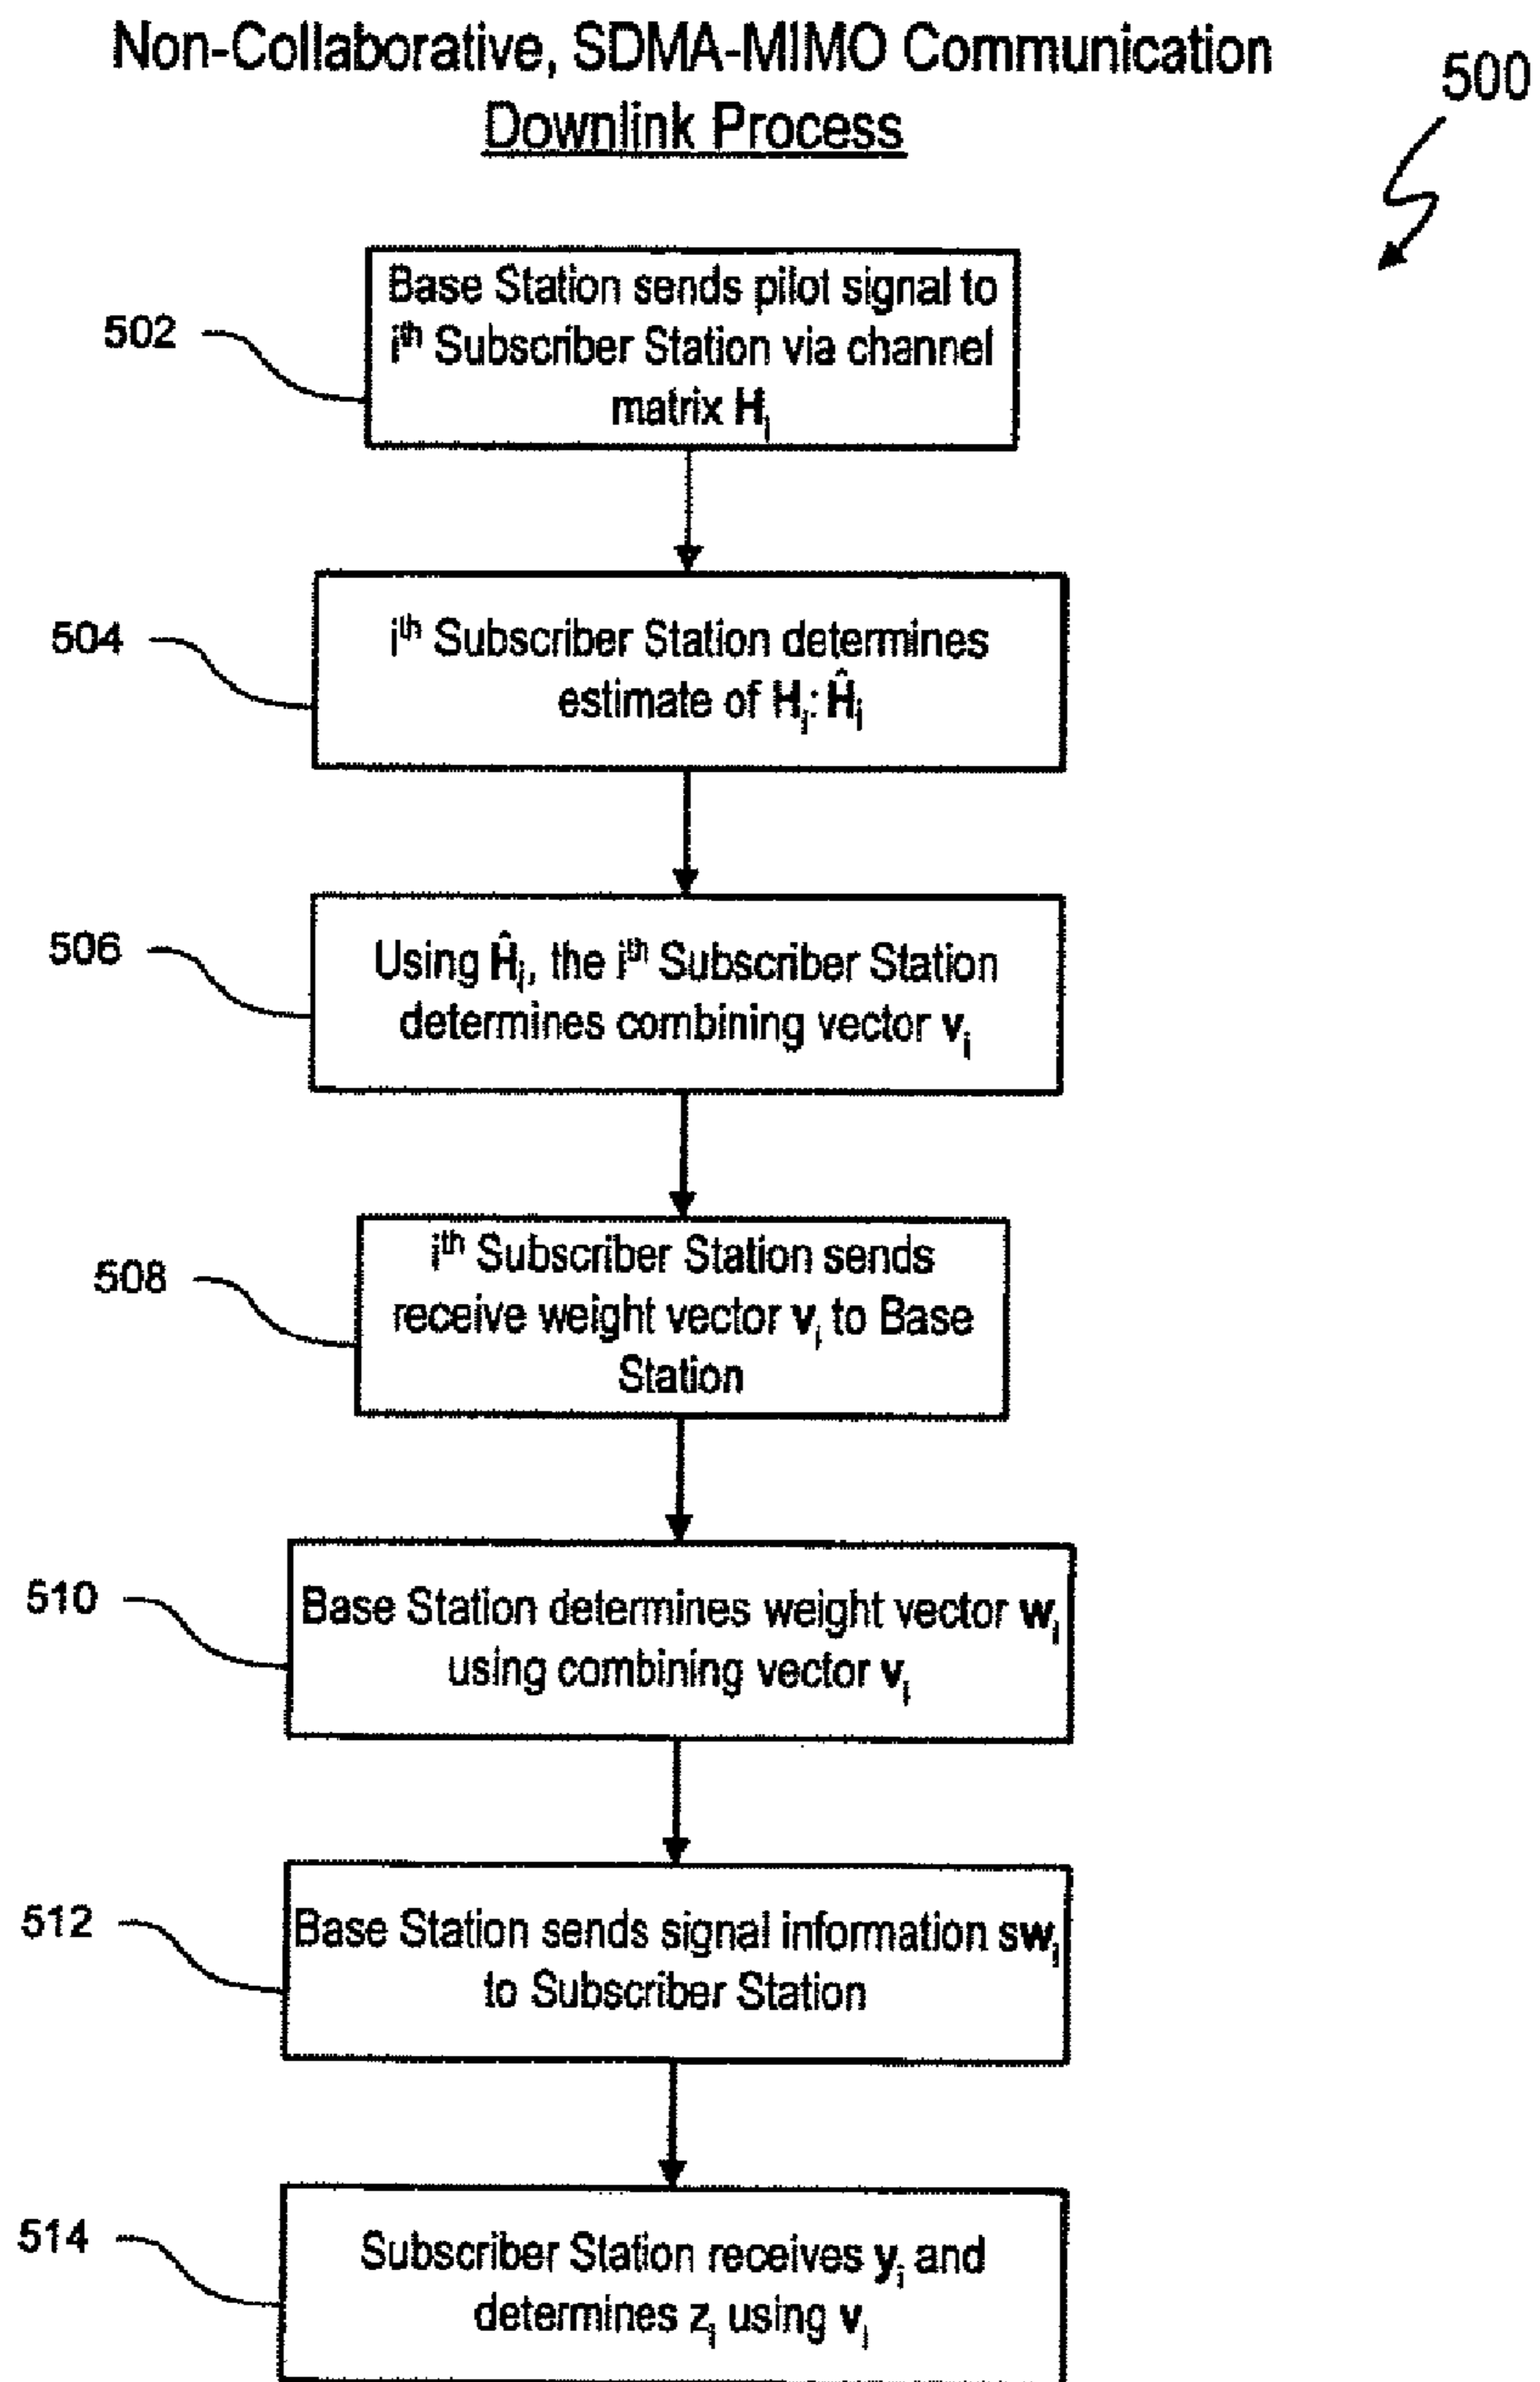 Non-Collaborative, SDMA-MIMO Communication
Downlink Process
500
502
Base Station sends pilot signal to
iᵗʰ Subscriber Station via channel
matrix Hᵢ
504
iᵗʰ Subscriber Station determines
estimate of Hᵢ: Ĥᵢ
506
Using Ĥᵢ, the iᵗʰ Subscriber Station
determines combining vector vᵢ
508
iᵗʰ Subscriber Station sends
receive weight vector vᵢ to Base
Station
510
Base Station determines weight vector wᵢ
using combining vector vᵢ
512
Base Station sends signal information swᵢ
to Subscriber Station
514
Subscriber Station receives yᵢ and
determines zᵢ using vᵢ